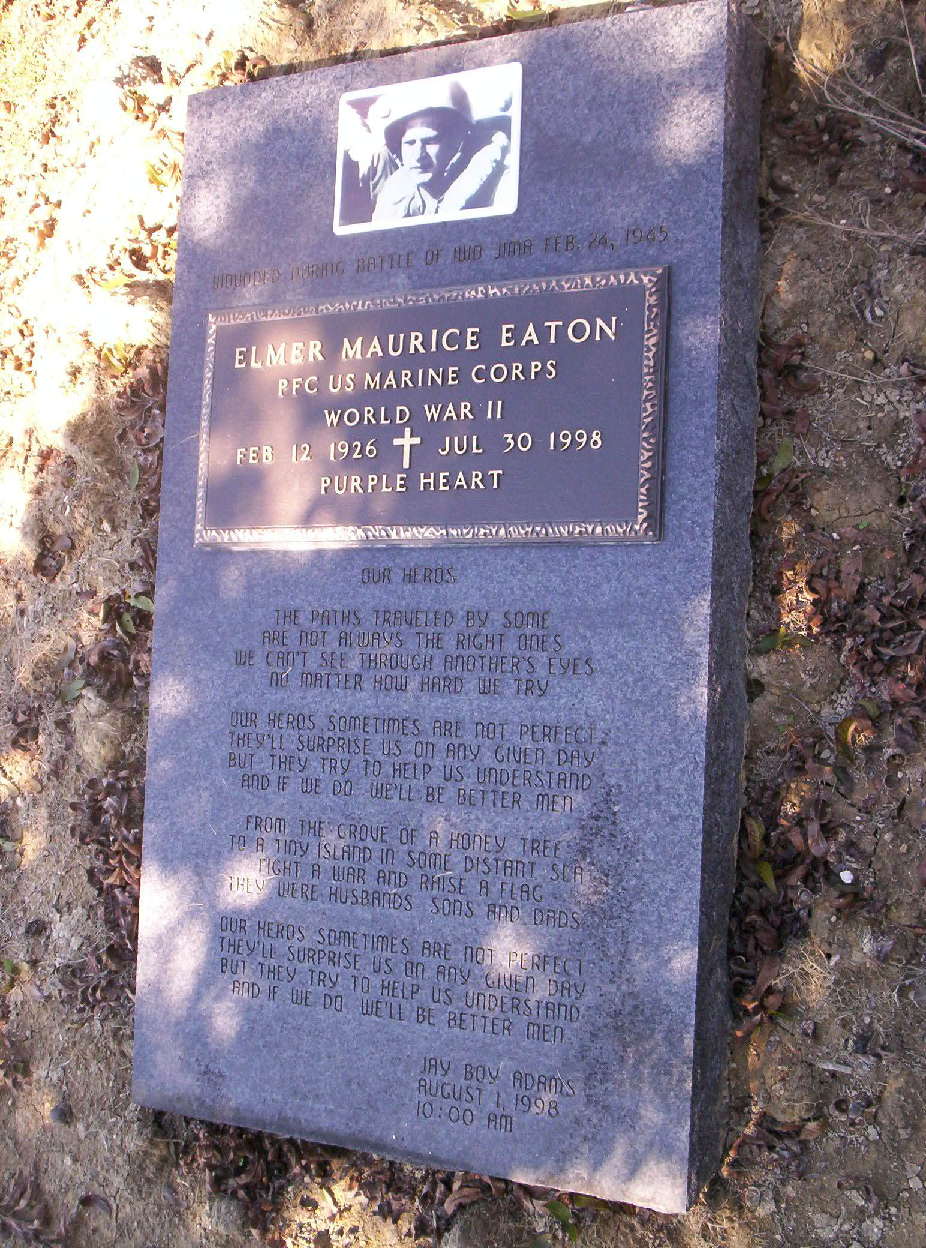 WOUNDED DURING BATTLE OF IWO JIMA FEB. 24, 1945
ELMER MAURICE EATON
PFC US MARINE CORPS
WORLD WAR II
FEB 12 1926 ✝ JUL 30 1998
PURPLE HEART
OUR HEROS
THE PATHS TRAVELED BY SOME
ARE NOT ALWAYS THE RIGHT ONES
WE CAN'T SEE THROUGH ANOTHER'S EYES
NO MATTER HOW HARD WE TRY
OUR HEROS, SOMETIMES ARE NOT PERFECT
THEY'LL SURPRISE US ON ANY GIVEN DAY
BUT THEY TRY TO HELP US UNDERSTAND
AND IF WE DO, WE'LL BE BETTER MEN
FROM THE GROVE OF A HONEY TREE
TO A TINY ISLAND IN SOME DISTANT SEA
FIGHT A WAR AND RAISE A FLAG
THEY WERE HUSBANDS, SONS AND DADS
OUR HEROS, SOMETIMES ARE NOT PERFECT
THEY'LL SURPRISE US ON ANY GIVEN DAY
BUT THEY TRY TO HELP US UNDERSTAND
AND IF WE DO, WE'LL BE BETTER MEN
JAY BOY ADAMS
AUGUST 1, 1998
10:00 AM